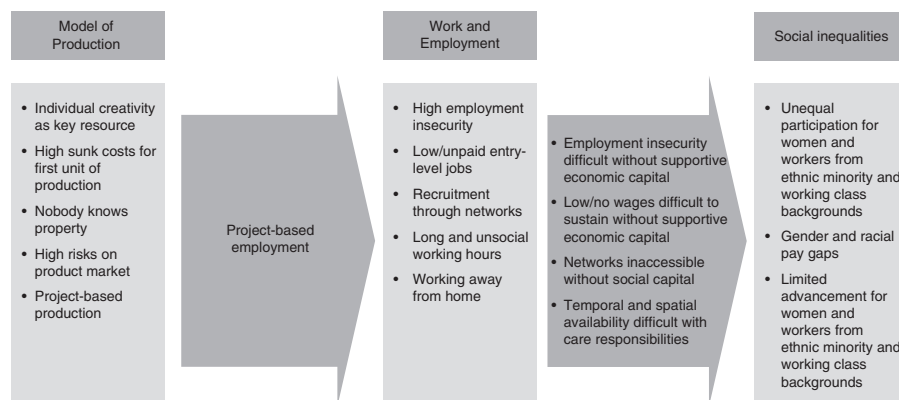 Model of
Production
• Individual creativity
as key resource
• High sunk costs for
first unit of
production
• Nobody knows
property
• High risks on
product market
• Project-based
production
Project-based
employment
Work and
Employment
• High employment
insecurity
• Low/unpaid entry-
level jobs
• Recruitment
through networks
• Long and unsocial
working hours
• Working away
from home
• Employment insecurity
difficult without supportive
economic capital
• Low/no wages difficult to
sustain without supportive
economic capital
• Networks inaccessible
without social capital
• Temporal and spatial
availability difficult with
care responsibilities
Social inequalities
• Unequal
participation for
women and
workers from
ethnic minority and
working class
backgrounds
• Gender and racial
pay gaps
• Limited
advancement for
women and
workers from
ethnic minority and
working class
backgrounds